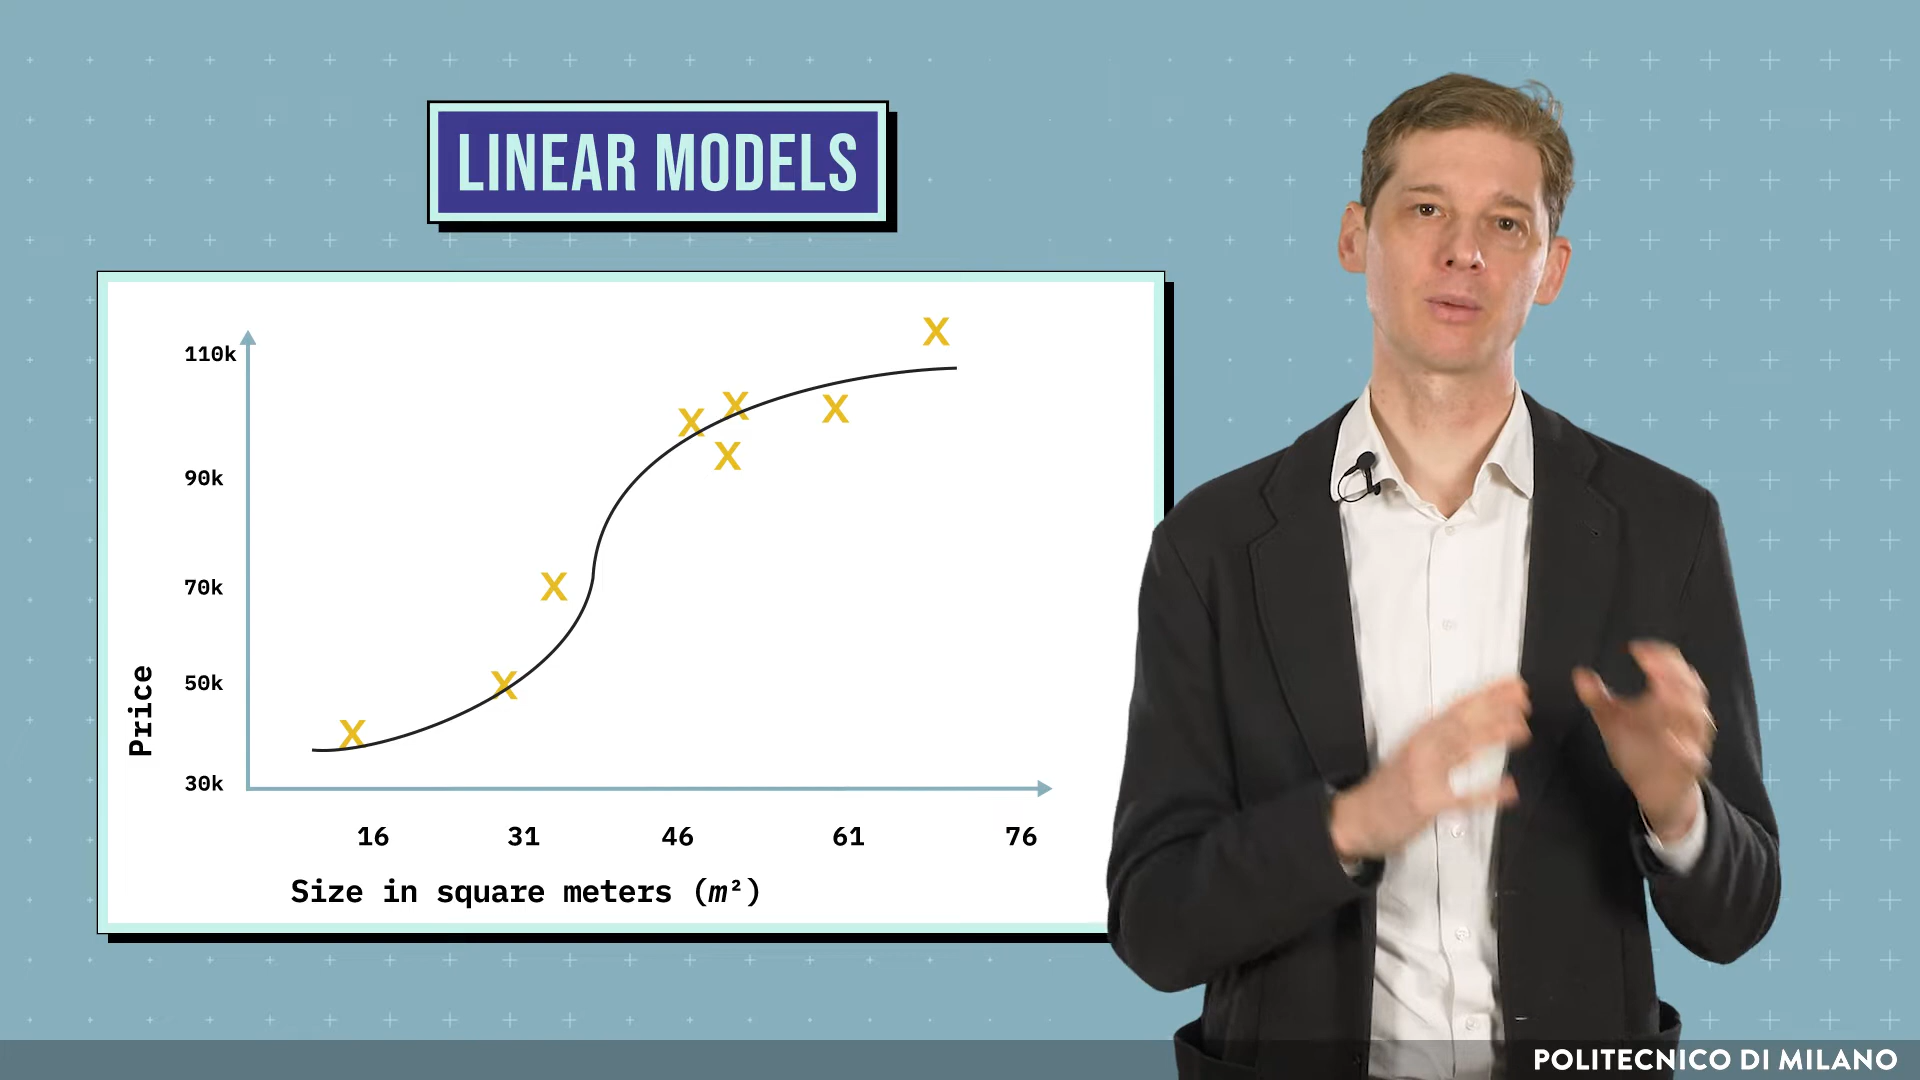 LINEAR MODELS
110k
90k
70k
50k
30k
Price
16 31 46 61 76
Size in square meters (m²)
POLITECNICO DI MILANO